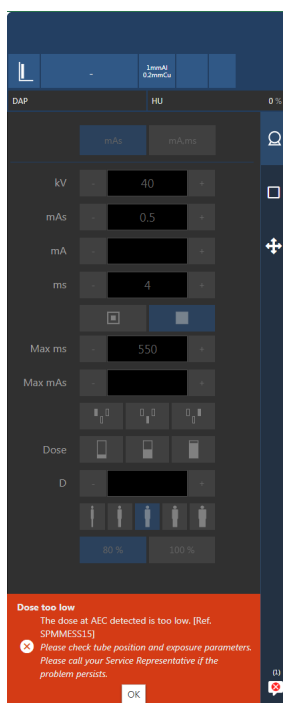 -
1mmAl
0.2mmCu
DAP HU 0 %
mAs mA.ms
kV - 40 +
mAs - 0.5 +
mA - +
ms - 4 +
Max ms - 550 +
Max mAs - +
Dose
D - +
80 % 100 %
Dose too low
The dose at AEC detected is too low. [Ref.
SPMMESS15]
Please check tube position and exposure parameters.
Please call your Service Representative if the
problem persists.
OK
(1)